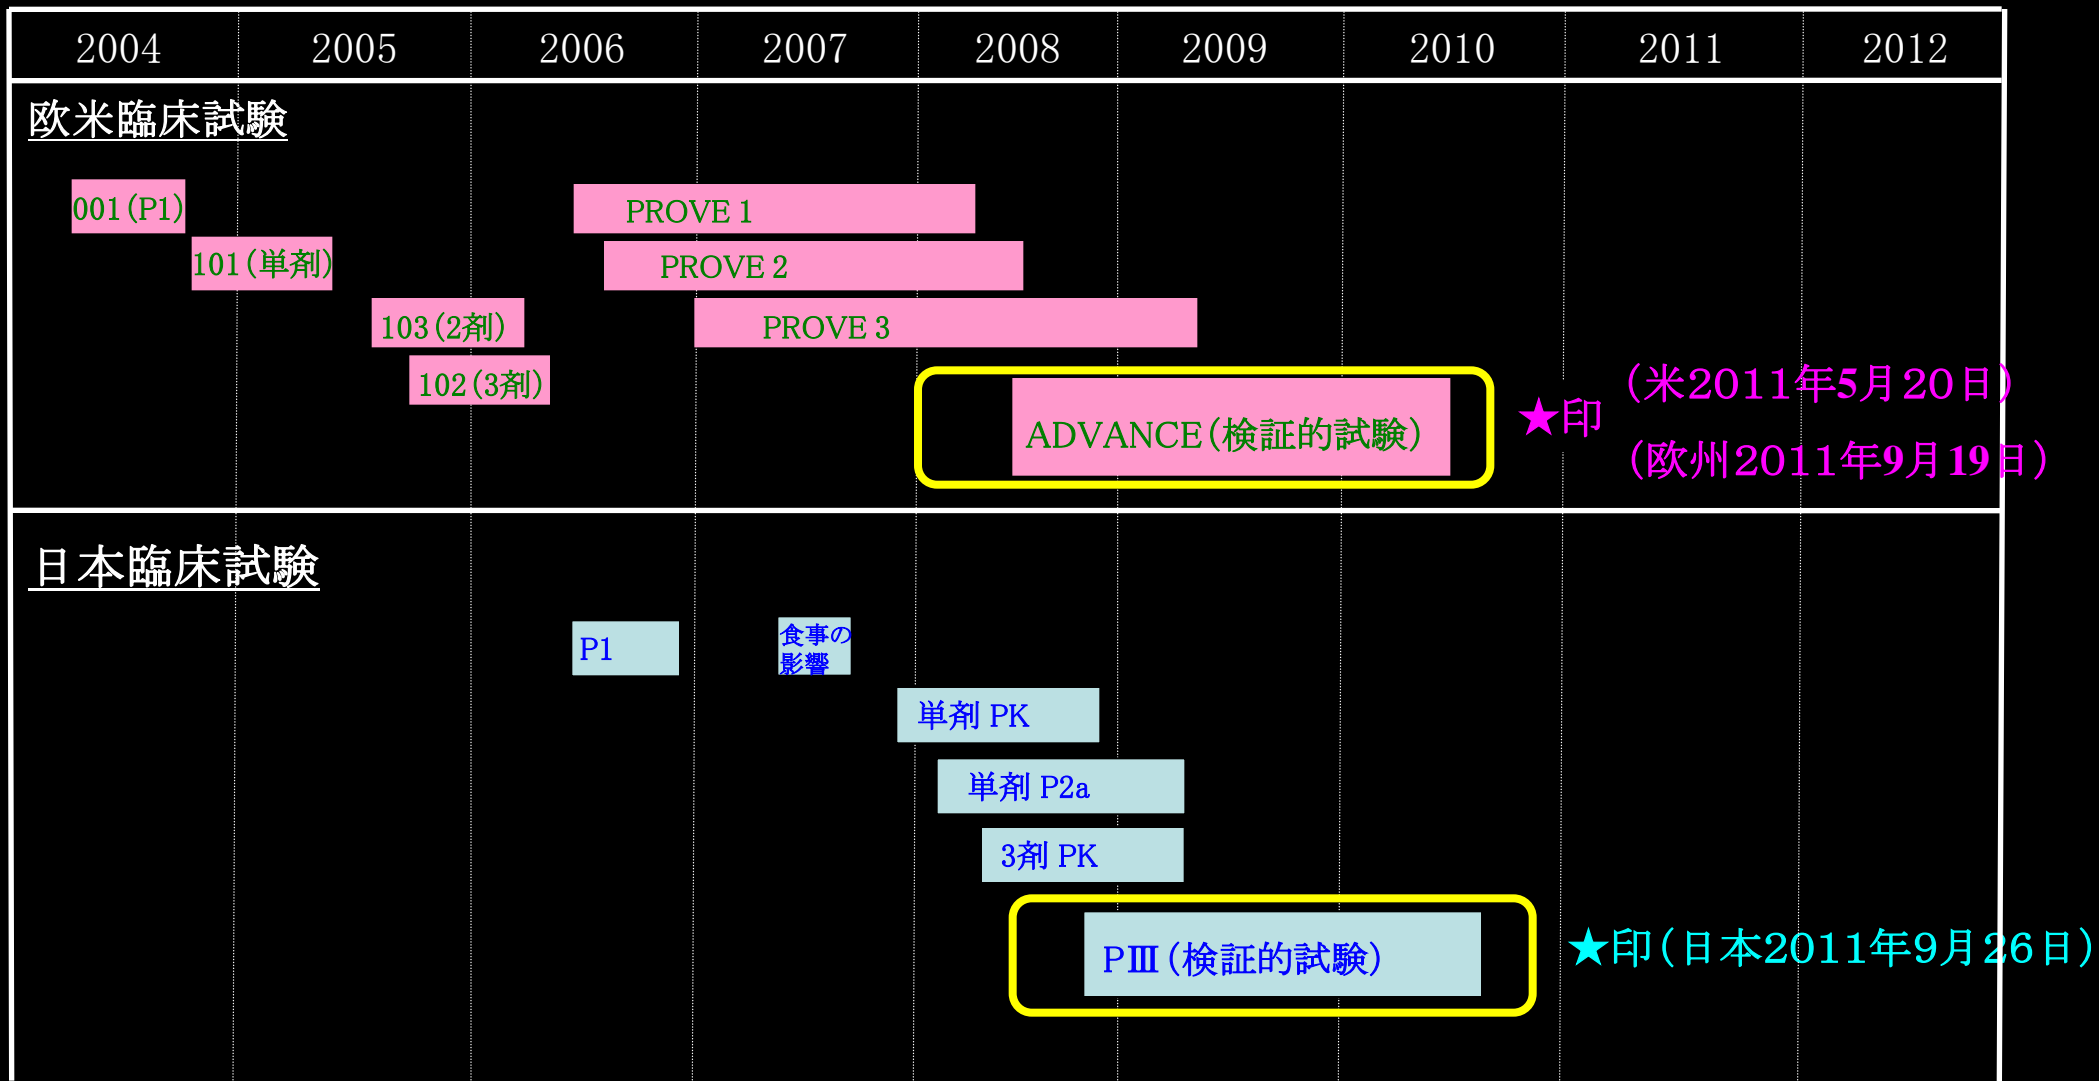 2004 2005 2006 2007 2008 2009 2010 2011 2012
欧米臨床試験
001(P1)
PROVE 1
101(単剤)
PROVE 2
103(2剤)
PROVE 3
102(3剤)
ADVANCE(検証的試験)
★印
(米2011年5月20日)
(欧州2011年9月19日)
日本臨床試験
P1
食事の
影響
単剤 PK
単剤 P2a
3剤 PK
PⅢ(検証的試験)
★印(日本2011年9月26日)